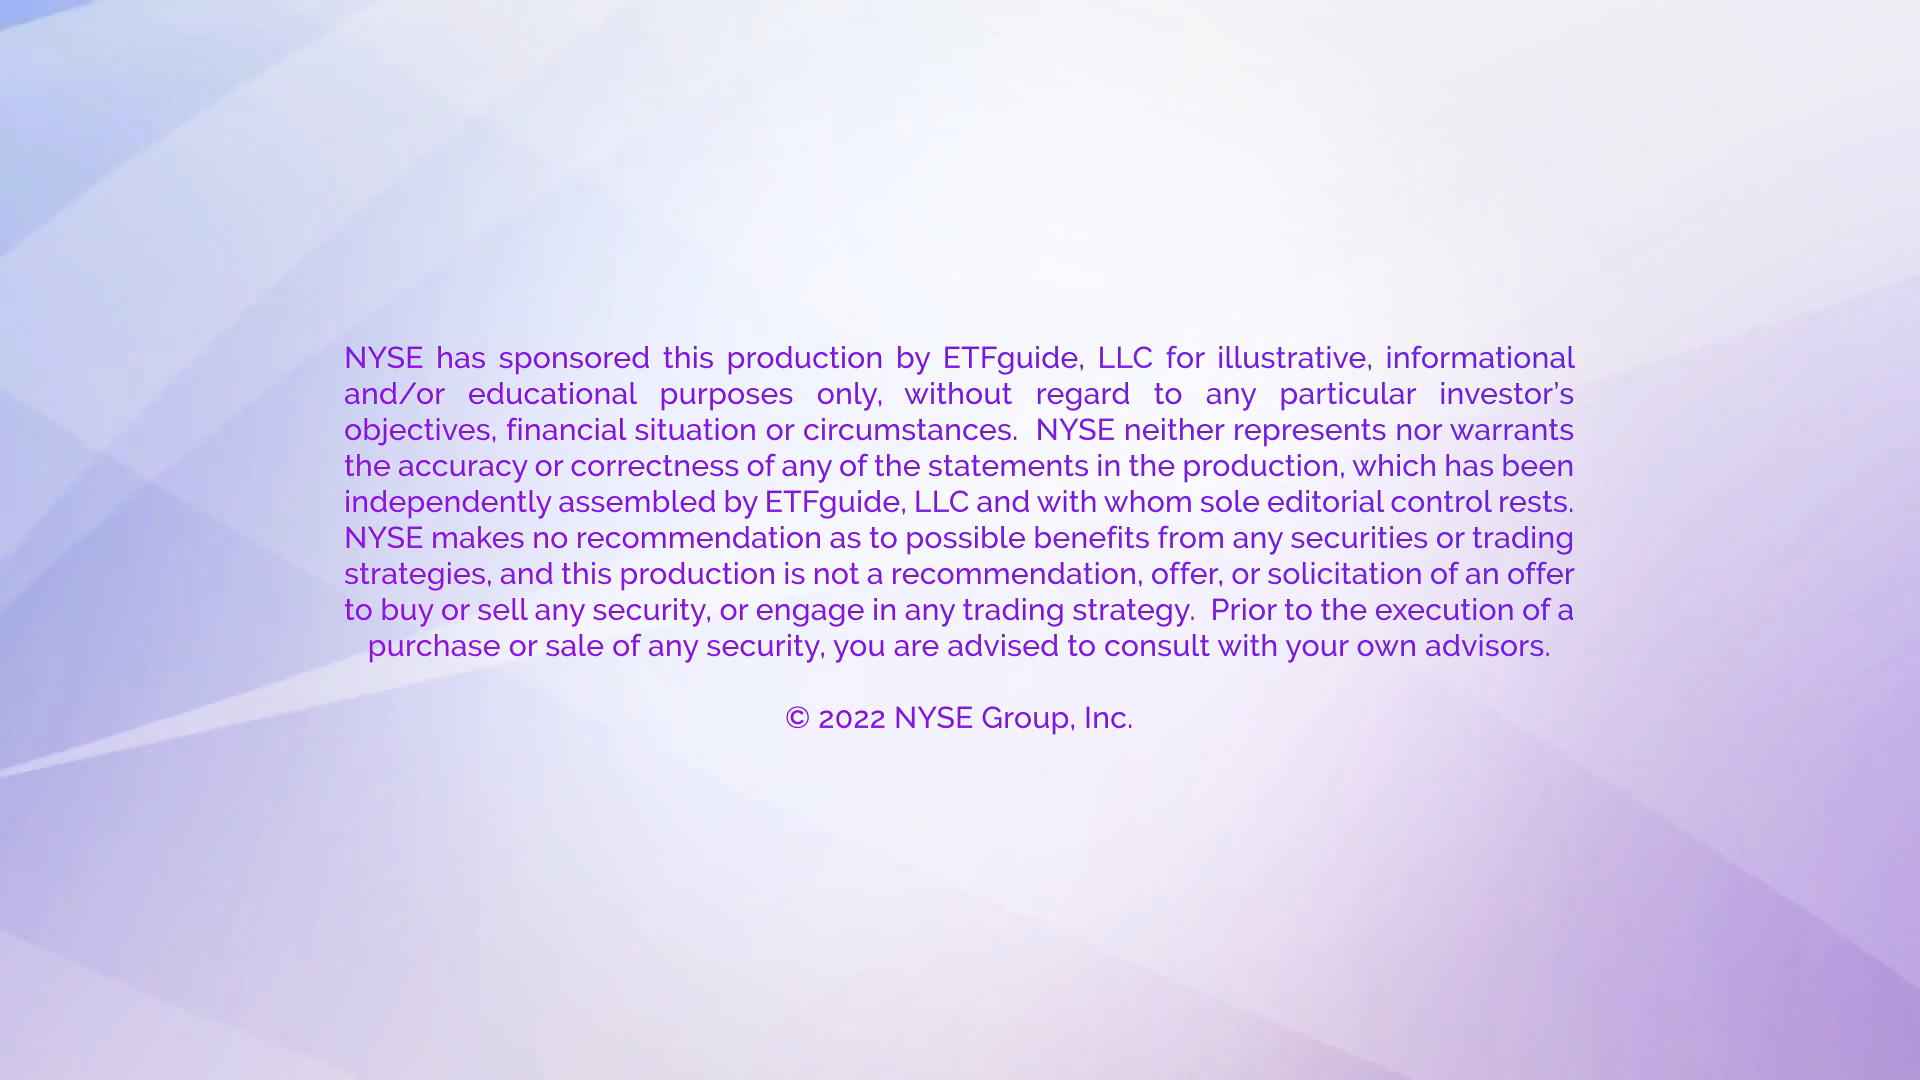 NYSE has sponsored this production by ETFguide, LLC for illustrative, informational
and/or educational purposes only, without regard to any particular investor’s
objectives, financial situation or circumstances.  NYSE neither represents nor warrants
the accuracy or correctness of any of the statements in the production, which has been
independently assembled by ETFguide, LLC and with whom sole editorial control rests.
NYSE makes no recommendation as to possible benefits from any securities or trading
strategies, and this production is not a recommendation, offer, or solicitation of an offer
to buy or sell any security, or engage in any trading strategy.  Prior to the execution of a
purchase or sale of any security, you are advised to consult with your own advisors.
© 2022 NYSE Group, Inc.